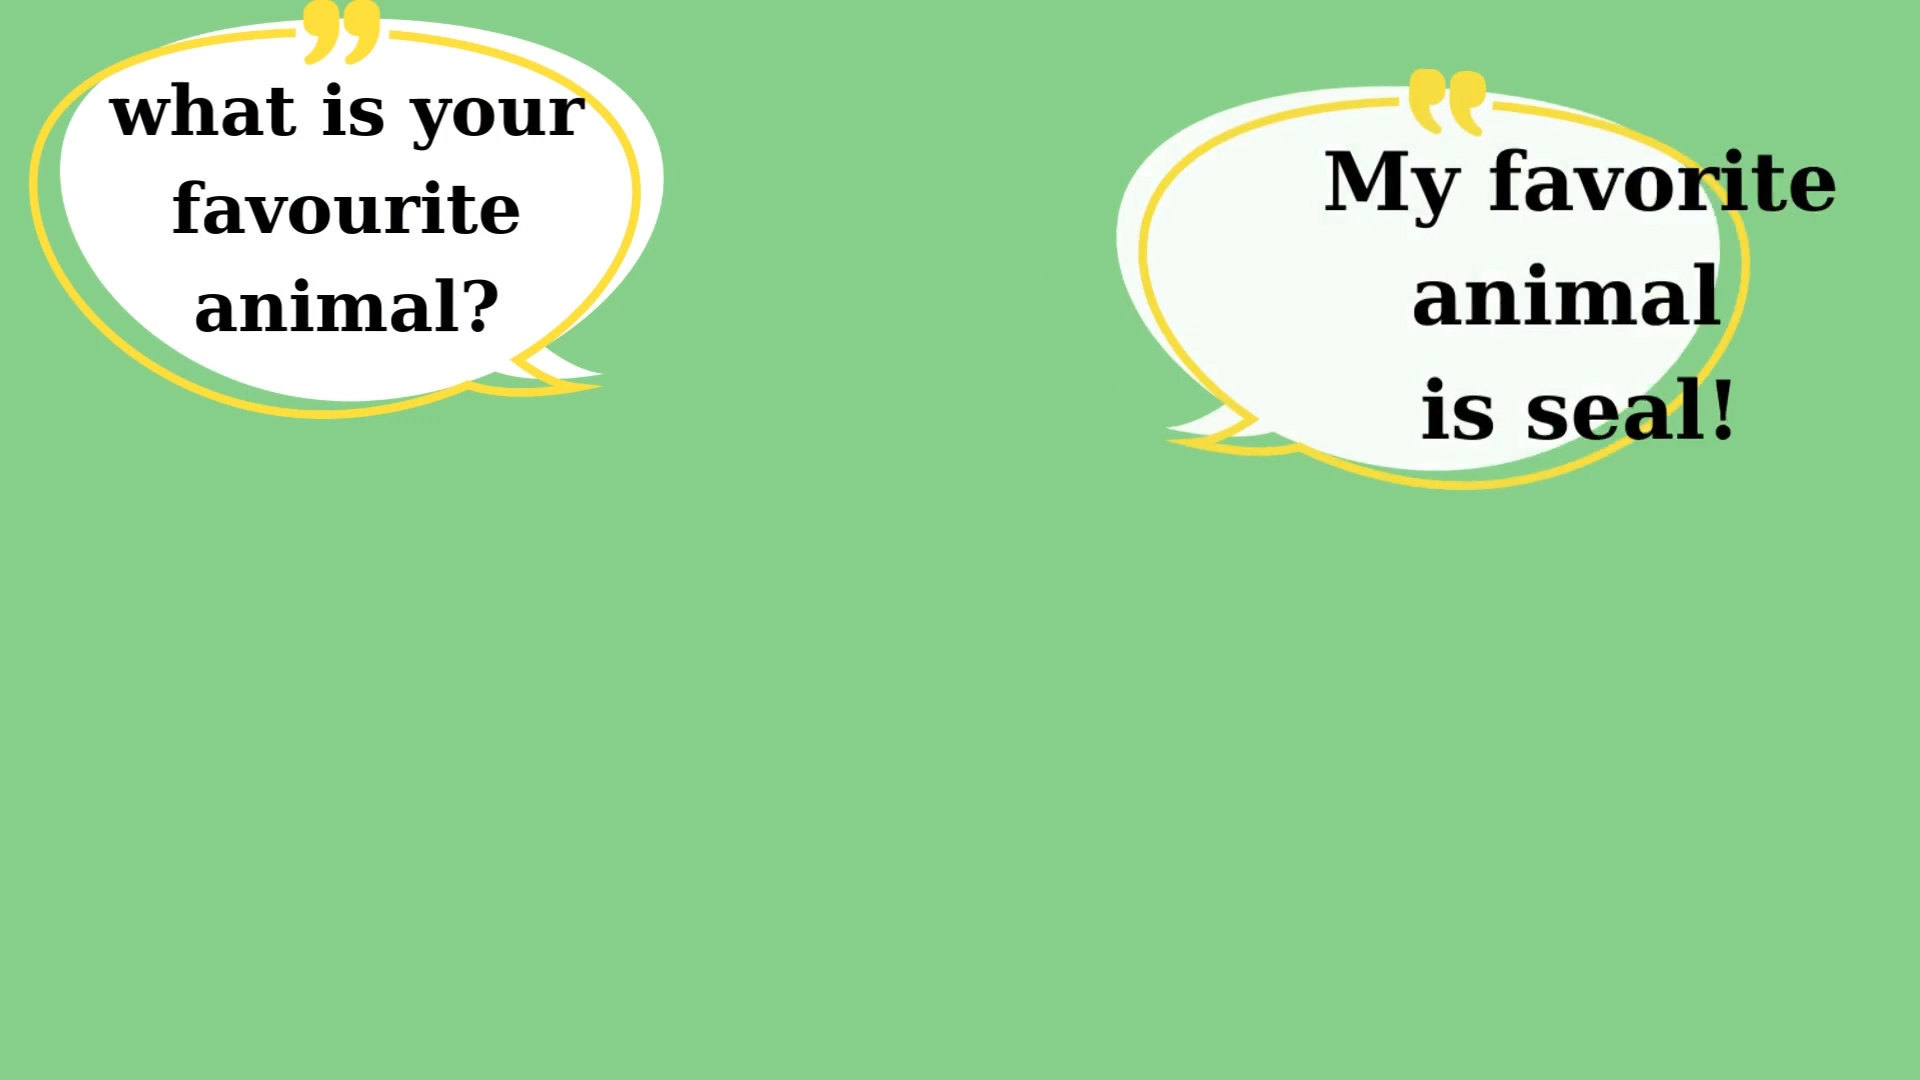 what is your
favourite
animal?
My favorite
animal
is seal!